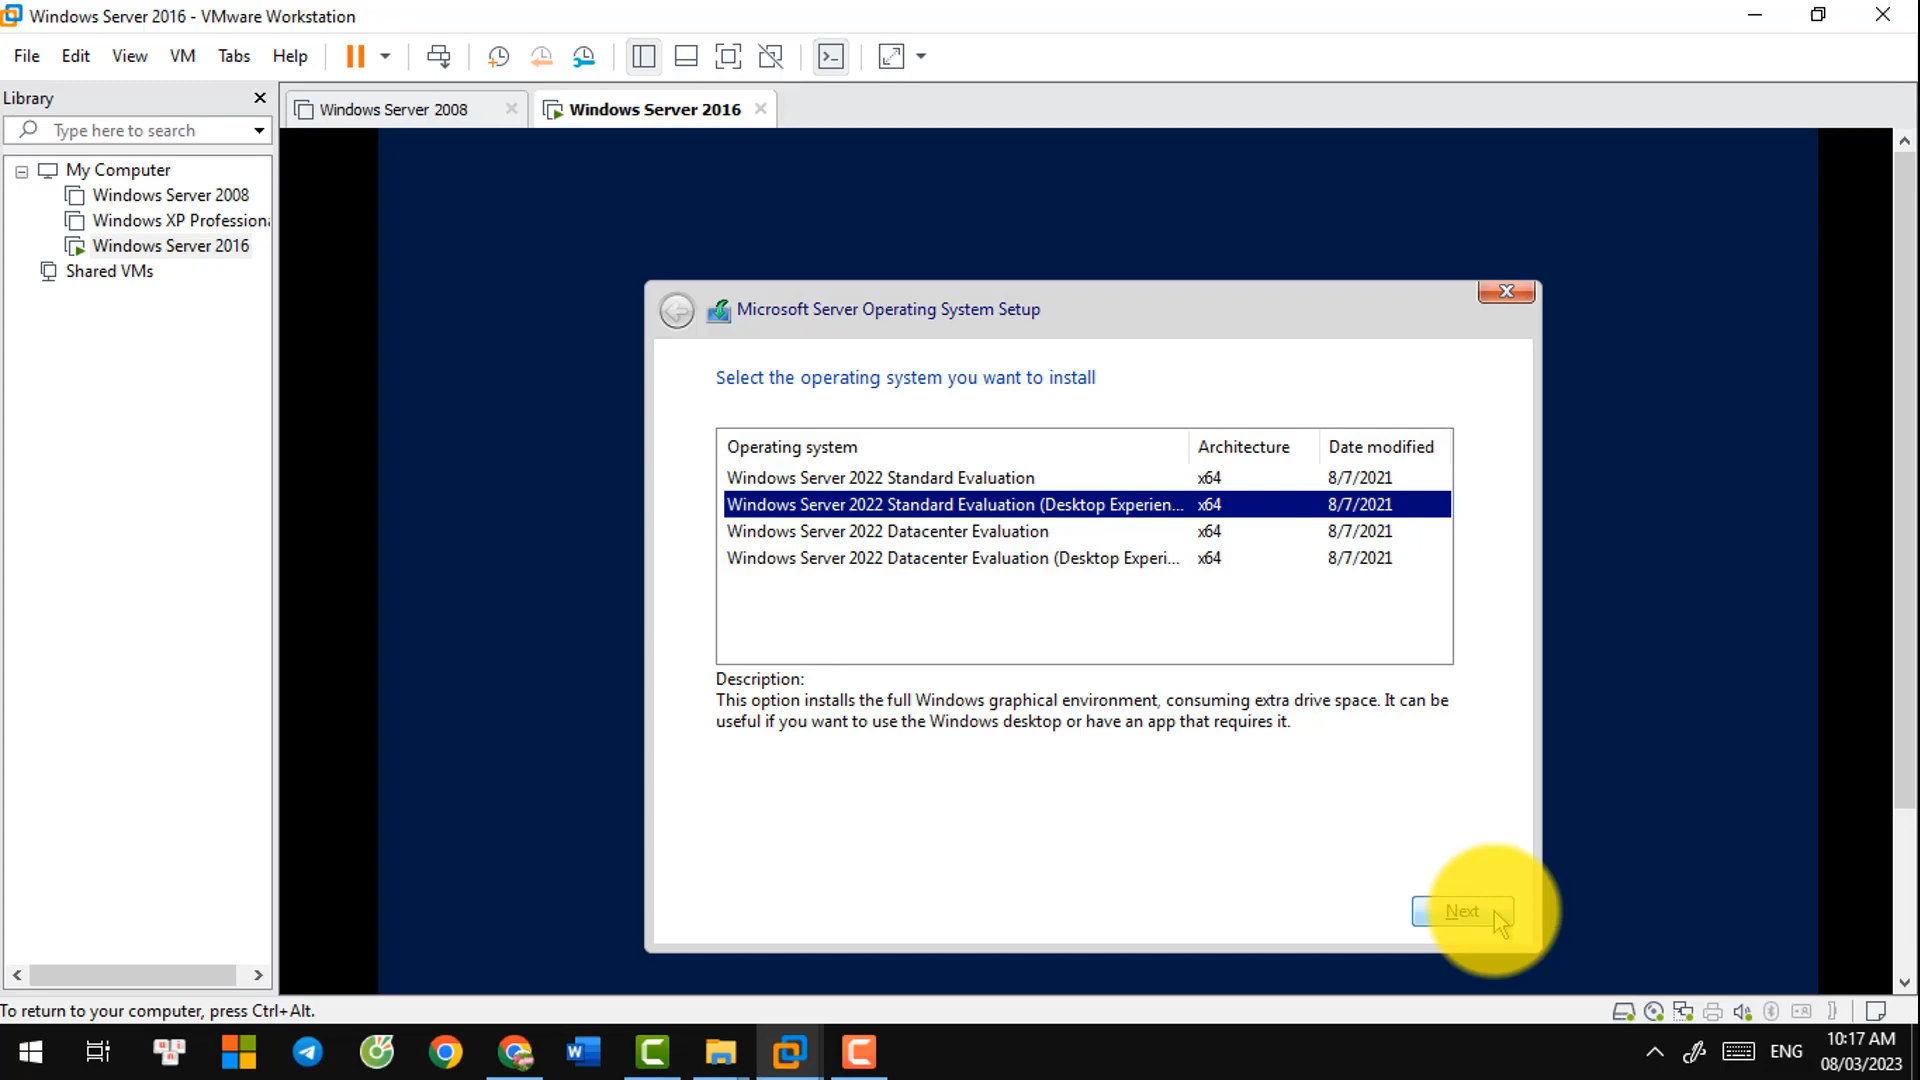 Windows Server 2016 - VMware Workstation
File Edit View VM Tabs Help
Library
Type here to search
My Computer
Windows Server 2008
Windows XP Professiona
Windows Server 2016
Shared VMs
Windows Server 2008
Windows Server 2016
Microsoft Server Operating System Setup
Select the operating system you want to install
Operating system Architecture Date modified
Windows Server 2022 Standard Evaluation x64 8/7/2021
Windows Server 2022 Standard Evaluation (Desktop Experien... x64 8/7/2021
Windows Server 2022 Datacenter Evaluation x64 8/7/2021
Windows Server 2022 Datacenter Evaluation (Desktop Experi... x64 8/7/2021
Description:
This option installs the full Windows graphical environment, consuming extra drive space. It can be
useful if you want to use the Windows desktop or have an app that requires it.
Next
To return to your computer, press Ctrl+Alt.
ENG
10:17 AM
08/03/2023